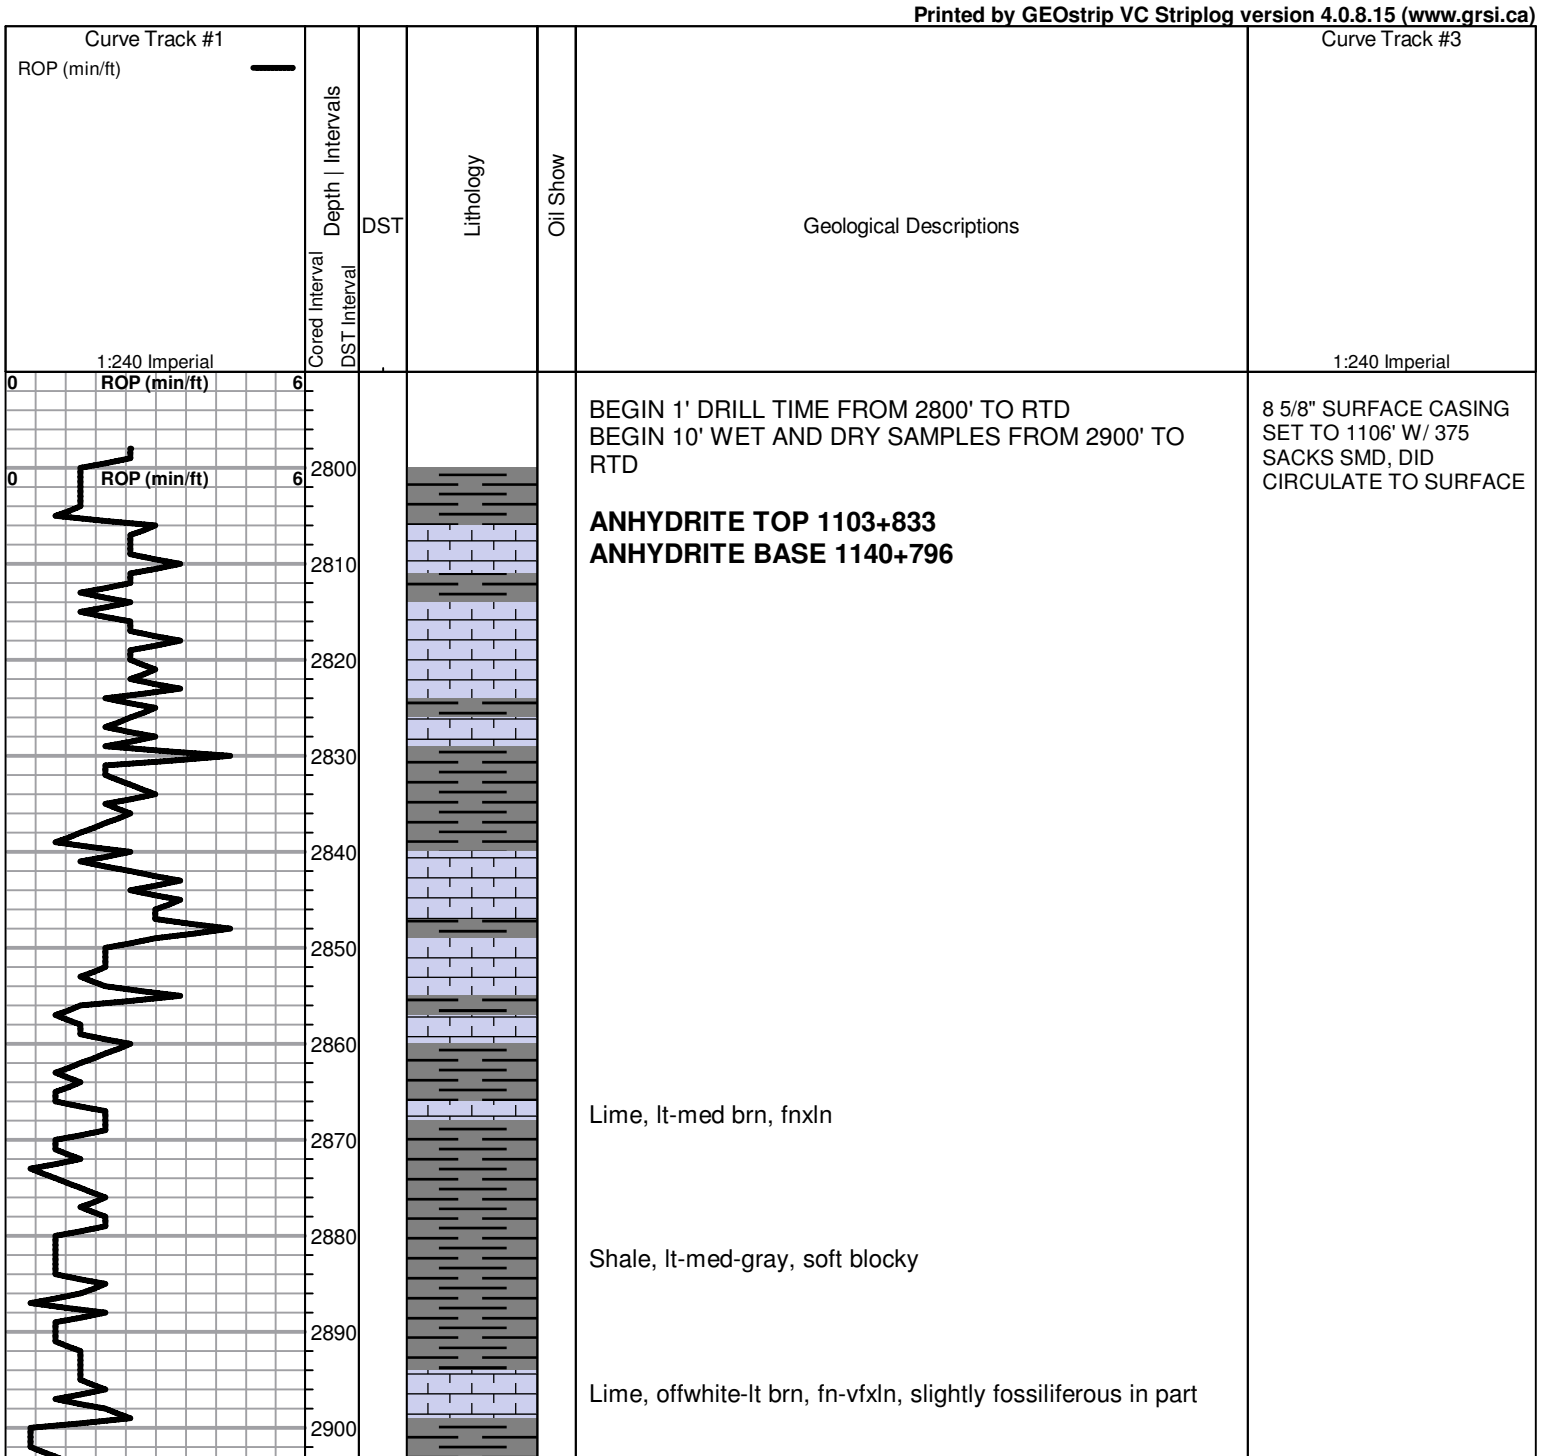 Printed by GEOstrip VC Striplog version 4.0.8.15 (www.grsi.ca)
Curve Track #1
ROP (min/ft)
1:240 Imperial
Depth | Intervals
Cored Interval
DST Interval
DST
Lithology
Oil Show
Geological Descriptions
Curve Track #3
1:240 Imperial
0 ROP (min/ft) 6
BEGIN 1' DRILL TIME FROM 2800' TO RTD
BEGIN 10' WET AND DRY SAMPLES FROM 2900' TO
RTD
8 5/8" SURFACE CASING
SET TO 1106' W/ 375
SACKS SMD, DID
CIRCULATE TO SURFACE
2800
0 ROP (min/ft) 6
ANHYDRITE TOP 1103+833
ANHYDRITE BASE 1140+796
2810
2820
2830
2840
2850
2860
Lime, lt-med brn, fnxln
2870
2880
Shale, lt-med-gray, soft blocky
2890
Lime, offwhite-lt brn, fn-vfxln, slightly fossiliferous in part
2900